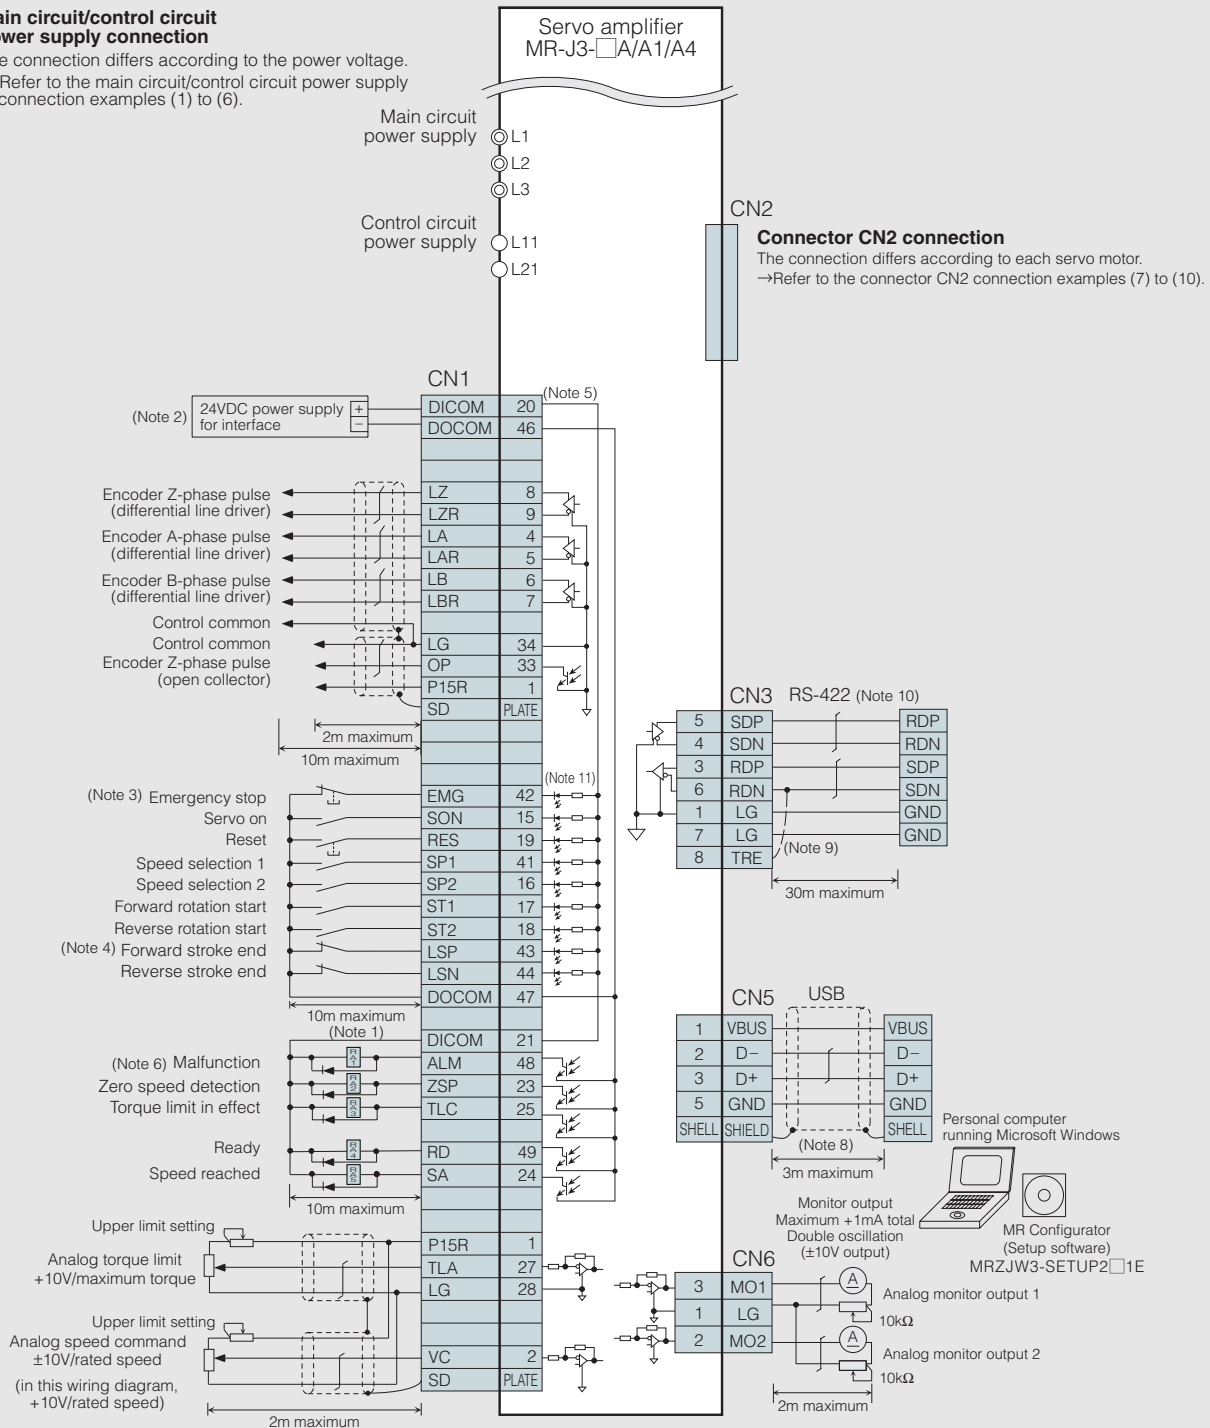 ain circuit/control circuit
ower supply connection
e connection differs according to the power voltage.
Refer to the main circuit/control circuit power supply
connection examples (1) to (6).
Servo amplifier
MR-J3-□A/A1/A4
Main circuit
power supply
L1
L2
L3
Control circuit
power supply
L11
L21
CN2
Connector CN2 connection
The connection differs according to each servo motor.
→Refer to the connector CN2 connection examples (7) to (10).
CN1
(Note 5)
(Note 2) 24VDC power supply for interface + −
DICOM 20
DOCOM 46
Encoder Z-phase pulse
(differential line driver)
LZ 8
LZR 9
Encoder A-phase pulse
(differential line driver)
LA 4
LAR 5
Encoder B-phase pulse
(differential line driver)
LB 6
LBR 7
Control common
Control common
LG 34
Encoder Z-phase pulse
(open collector)
OP 33
P15R 1
SD PLATE
2m maximum
10m maximum
(Note 11)
(Note 3) Emergency stop EMG 42
Servo on SON 15
Reset RES 19
Speed selection 1 SP1 41
Speed selection 2 SP2 16
Forward rotation start ST1 17
Reverse rotation start ST2 18
(Note 4) Forward stroke end LSP 43
Reverse stroke end LSN 44
DOCOM 47
10m maximum
(Note 1)
DICOM 21
(Note 6) Malfunction RA1 ALM 48
Zero speed detection RA2 ZSP 23
Torque limit in effect RA3 TLC 25
Ready RA4 RD 49
Speed reached RA5 SA 24
10m maximum
Upper limit setting
P15R 1
Analog torque limit
+10V/maximum torque
TLA 27
LG 28
Upper limit setting
Analog speed command
±10V/rated speed
VC 2
SD PLATE
(in this wiring diagram,
+10V/rated speed)
2m maximum
CN3 RS-422 (Note 10)
5 SDP RDP
4 SDN RDN
3 RDP SDP
6 RDN SDN
1 LG GND
7 LG GND
8 TRE
(Note 9)
30m maximum
CN5 USB
1 VBUS VBUS
2 D− D−
3 D+ D+
5 GND GND
SHELL SHIELD SHELL
(Note 8)
3m maximum
Personal computer
running Microsoft Windows
MR Configurator
(Setup software)
MRZJW3-SETUP2□1E
Monitor output
Maximum +1mA total
Double oscillation
(±10V output)
CN6
3 MO1
1 LG
2 MO2
A
Analog monitor output 1
10kΩ
A
Analog monitor output 2
10kΩ
2m maximum